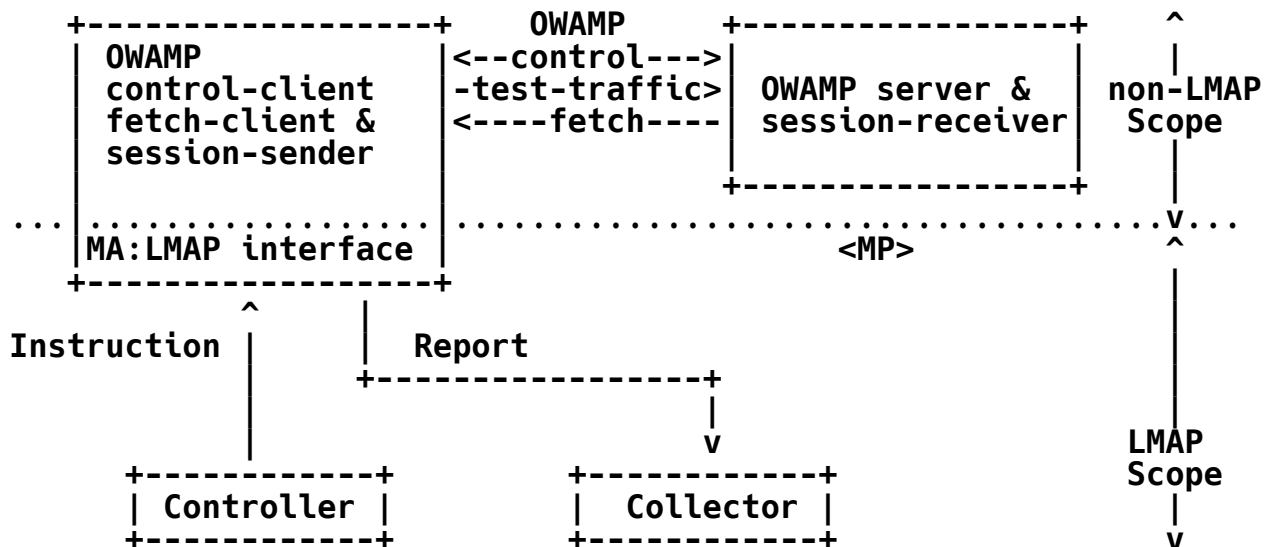 +-----------------+    OWAMP    +----------------+    ^
| OWAMP           |<--control--->|                |    |
| control-client  |-test-traffic>| OWAMP server & | non-LMAP
| fetch-client &  |<----fetch----| session-receiver|  Scope
| session-sender  |              |                |    |
|                 |              +-----------------+    |
...|..................|.........................................v...
|MA:LMAP interface |                    <MP>             ^
+------------------+                                     |
^     |                                           |
Instruction |     |  Report                                   |
|     +-----------------+                         |
|                       |                         |
|                       v                       LMAP
+------------+         +------------+               Scope
| Controller |         |  Collector |                 |
+------------+         +------------+                 v